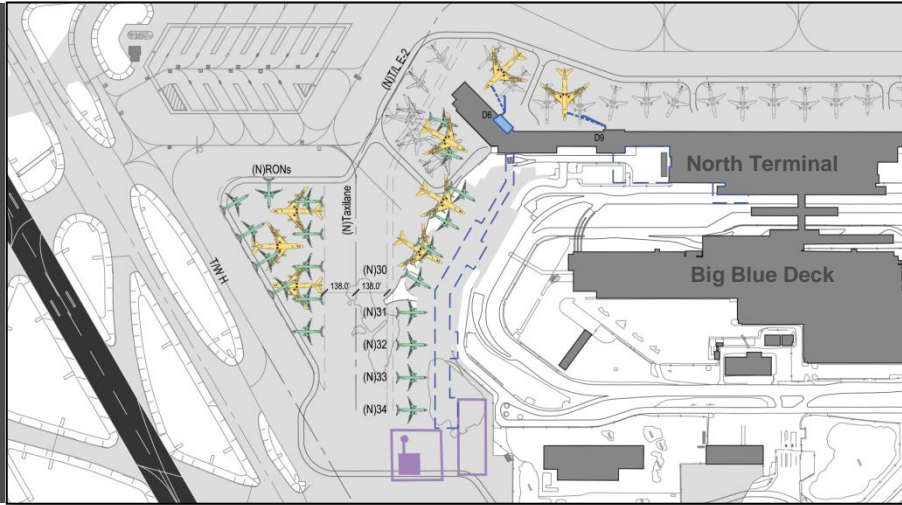 (N)T/L E-2
D6
D9
North Terminal
(N)RONs
(N)Taxilane
T/W H
Big Blue Deck
(N)30
138.0'
138.0'
(N)31
(N)32
(N)33
(N)34